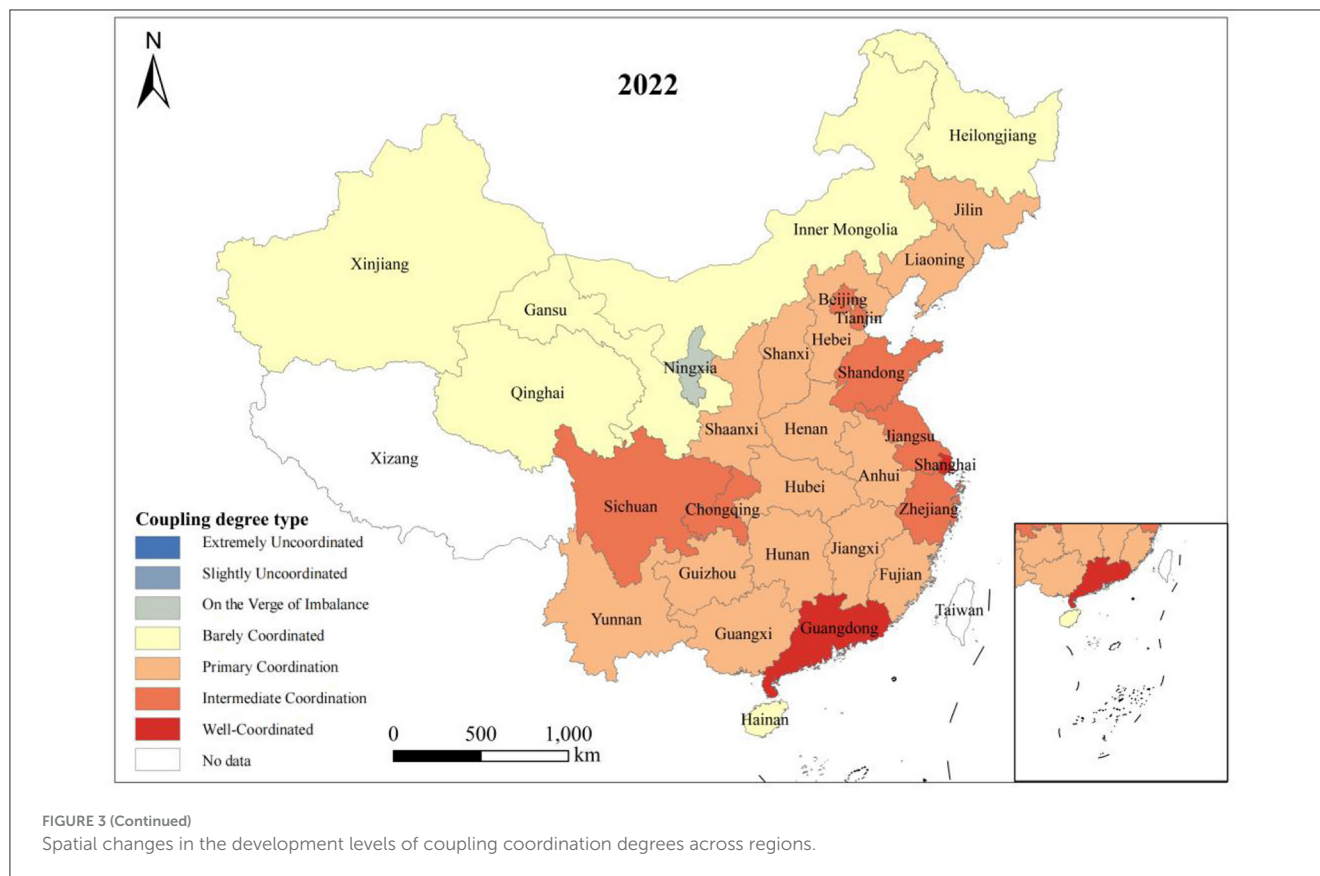 N
2022
Heilongjiang
Jilin
Inner Mongolia
Liaoning
Xinjiang
Beijing
Gansu
Tianjin
Hebei
Shanxi
Ningxia
Shandong
Qinghai
Shaanxi
Henan
Jiangsu
Xizang
Shanghai
Anhui
Hubei
Sichuan
Chongqing
Zhejiang
Hunan
Jiangxi
Guizhou
Fujian
Taiwan
Yunnan
Guangxi
Guangdong
Hainan
Coupling degree type
Extremely Uncoordinated
Slightly Uncoordinated
On the Verge of Imbalance
Barely Coordinated
Primary Coordination
Intermediate Coordination
Well-Coordinated
No data
0 500 1,000
km
FIGURE 3 (Continued)
Spatial changes in the development levels of coupling coordination degrees across regions.